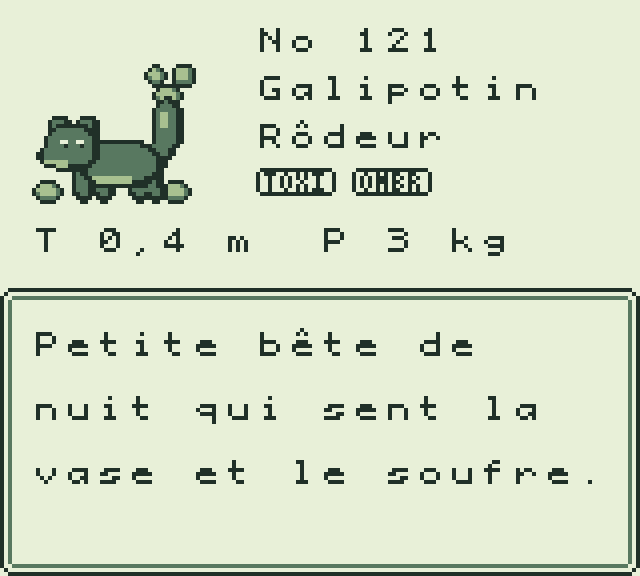 No 121
Galipotin
Rôdeur
TOXI OMBR
T 0,4 m P 3 kg
Petite bête de
nuit qui sent la
vase et le soufre.